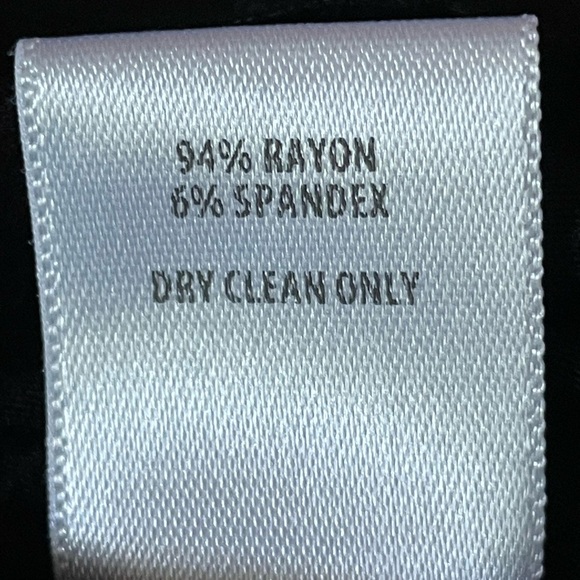 94% RAYON
6% SPANDEX
DRY CLEAN ONLY